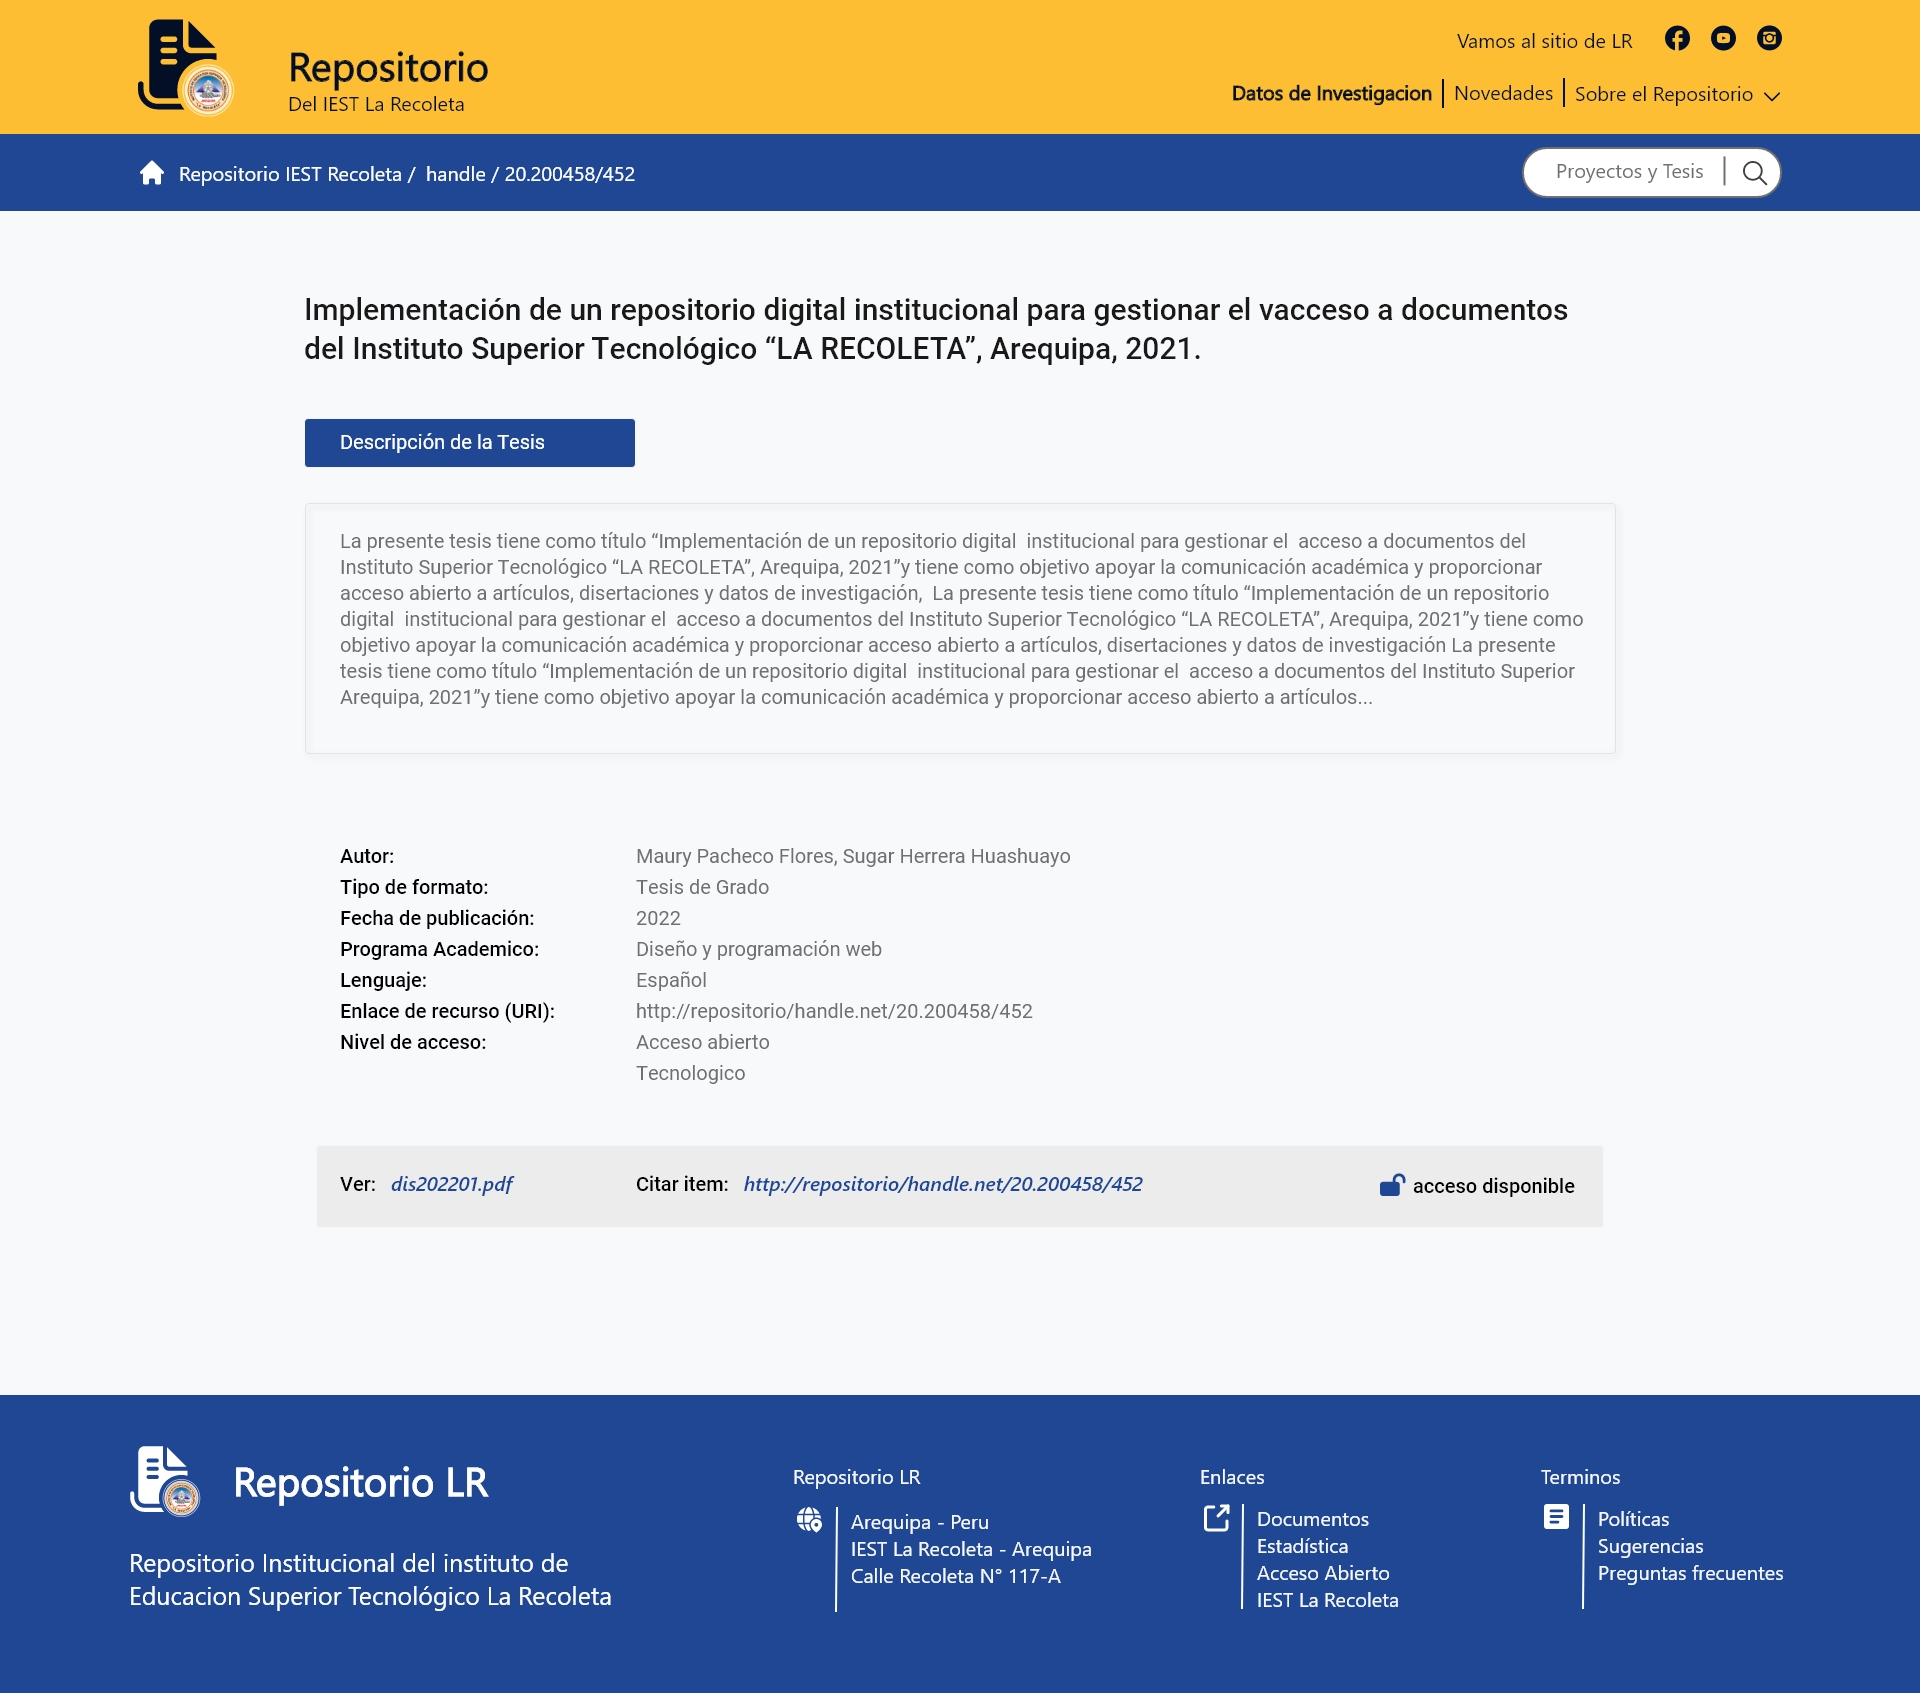 Repositorio
Del IEST La Recoleta
Vamos al sitio de LR
Datos de Investigacion | Novedades | Sobre el Repositorio
Repositorio IEST Recoleta / handle / 20.200458/452
Proyectos y Tesis
Implementación de un repositorio digital institucional para gestionar el vacceso a documentos
del Instituto Superior Tecnológico “LA RECOLETA”, Arequipa, 2021.
Descripción de la Tesis
La presente tesis tiene como título “Implementación de un repositorio digital institucional para gestionar el acceso a documentos del
Instituto Superior Tecnológico “LA RECOLETA”, Arequipa, 2021”y tiene como objetivo apoyar la comunicación académica y proporcionar
acceso abierto a artículos, disertaciones y datos de investigación, La presente tesis tiene como título “Implementación de un repositorio
digital institucional para gestionar el acceso a documentos del Instituto Superior Tecnológico “LA RECOLETA”, Arequipa, 2021”y tiene como
objetivo apoyar la comunicación académica y proporcionar acceso abierto a artículos, disertaciones y datos de investigación La presente
tesis tiene como título “Implementación de un repositorio digital institucional para gestionar el acceso a documentos del Instituto Superior
Arequipa, 2021”y tiene como objetivo apoyar la comunicación académica y proporcionar acceso abierto a artículos...
Autor: Maury Pacheco Flores, Sugar Herrera Huashuayo
Tipo de formato: Tesis de Grado
Fecha de publicación: 2022
Programa Academico: Diseño y programación web
Lenguaje: Español
Enlace de recurso (URI): http://repositorio/handle.net/20.200458/452
Nivel de acceso: Acceso abierto
Tecnologico
Ver: dis202201.pdf Citar item: http://repositorio/handle.net/20.200458/452 acceso disponible
Repositorio LR
Repositorio Institucional del instituto de
Educacion Superior Tecnológico La Recoleta
Repositorio LR
Arequipa - Peru
IEST La Recoleta - Arequipa
Calle Recoleta N° 117-A
Enlaces
Documentos
Estadística
Acceso Abierto
IEST La Recoleta
Terminos
Políticas
Sugerencias
Preguntas frecuentes